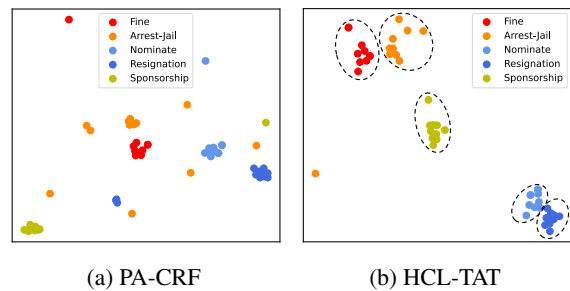 Fine
Arrest-Jail
Nominate
Resignation
Sponsorship
Fine
Arrest-Jail
Nominate
Resignation
Sponsorship
(a) PA-CRF
(b) HCL-TAT